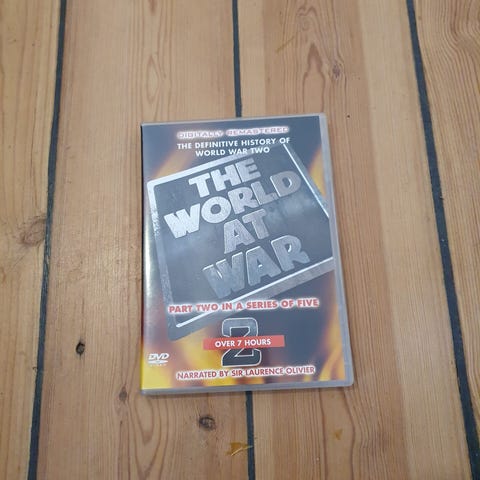 DIGITALLY REMASTERED
THE DEFINITIVE HISTORY OF
WORLD WAR TWO
THE
WORLD
AT
WAR
PART TWO IN A SERIES OF FIVE
2
OVER 7 HOURS
DVD
VIDEO
NARRATED BY SIR LAURENCE OLIVIER